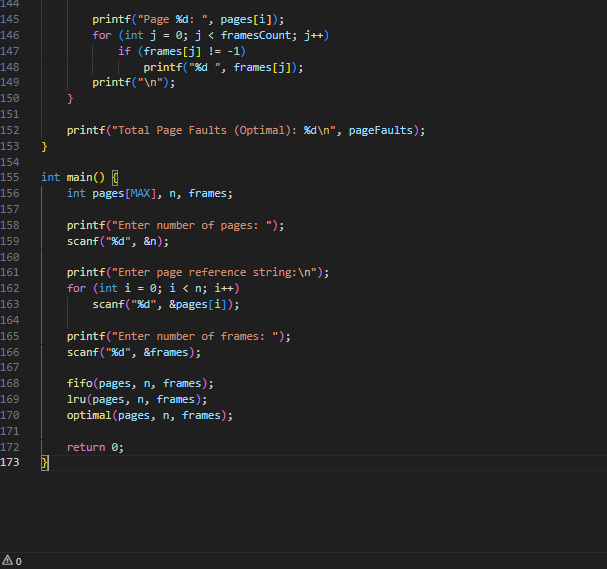 144
145 printf("Page %d: ", pages[i]);
146 for (int j = 0; j < framesCount; j++)
147 if (frames[j] != -1)
148 printf("%d ", frames[j]);
149 printf("\n");
150 }
151
152 printf("Total Page Faults (Optimal): %d\n", pageFaults);
153 }
154
155 int main() {
156 int pages[MAX], n, frames;
157
158 printf("Enter number of pages: ");
159 scanf("%d", &n);
160
161 printf("Enter page reference string:\n");
162 for (int i = 0; i < n; i++)
163 scanf("%d", &pages[i]);
164
165 printf("Enter number of frames: ");
166 scanf("%d", &frames);
167
168 fifo(pages, n, frames);
169 lru(pages, n, frames);
170 optimal(pages, n, frames);
171
172 return 0;
173 }
0